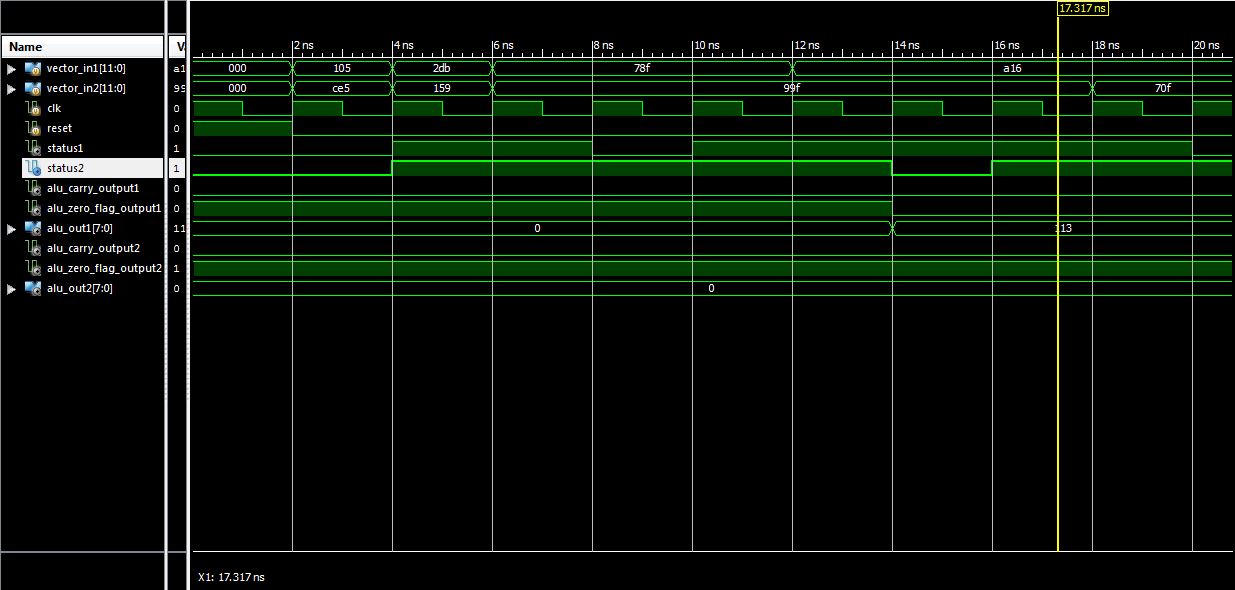 17.317 ns
Name V
2 ns 4 ns 6 ns 8 ns 10 ns 12 ns 14 ns 16 ns 18 ns 20 ns
vector_in1[11:0] a1 000 105 2db 78f a16
vector_in2[11:0] 99 000 ce5 159 99f 70f
clk 0
reset 0
status1 1
status2 1
alu_carry_output1 0
alu_zero_flag_output1 0
alu_out1[7:0] 11 0 113
alu_carry_output2 0
alu_zero_flag_output2 1
alu_out2[7:0] 0 0
X1: 17.317 ns